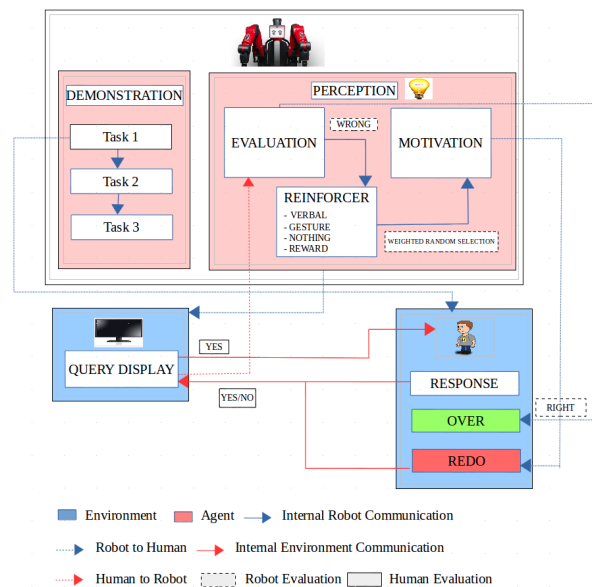 DEMONSTRATION
Task 1
Task 2
Task 3
PERCEPTION
EVALUATION
WRONG
MOTIVATION
REINFORCER
- VERBAL
- GESTURE
- NOTHING
- REWARD
WEIGHTED RANDOM SELECTION
QUERY DISPLAY
YES
YES/NO
RESPONSE
OVER
REDO
RIGHT
Environment
Agent
Internal Robot Communication
Robot to Human
Internal Environment Communication
Human to Robot
Robot Evaluation
Human Evaluation